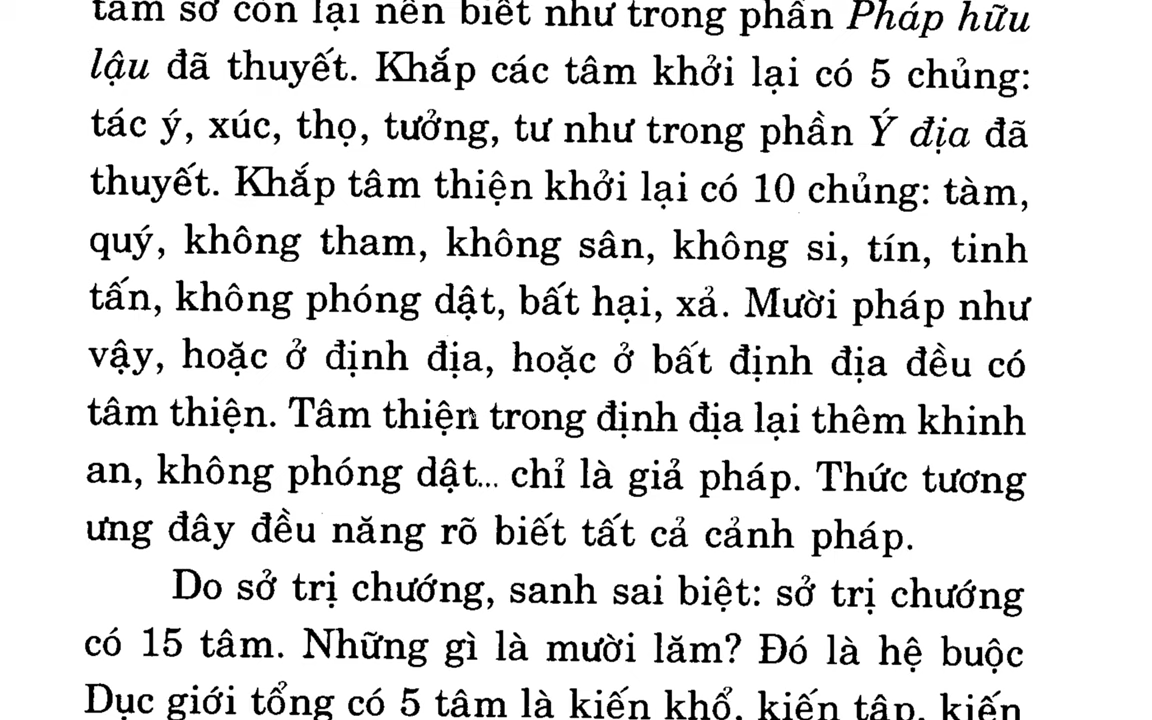 tâm sở còn lại nên biết như trong phần Pháp hữu
lậu đã thuyết. Khắp các tâm khởi lại có 5 chủng:
tác ý, xúc, thọ, tưởng, tư như trong phần Ý địa đã
thuyết. Khắp tâm thiện khởi lại có 10 chủng: tàm,
quý, không tham, không sân, không si, tín, tinh
tấn, không phóng dật, bất hại, xả. Mười pháp như
vậy, hoặc ở định địa, hoặc ở bất định địa đều có
tâm thiện. Tâm thiện trong định địa lại thêm khinh
an, không phóng dật... chỉ là giả pháp. Thức tương
ưng đây đều năng rõ biết tất cả cảnh pháp.
Do sở trị chướng, sanh sai biệt: sở trị chướng
có 15 tâm. Những gì là mười lăm? Đó là hệ buộc
Dục giới tổng có 5 tâm là kiến khổ, kiến tập, kiến